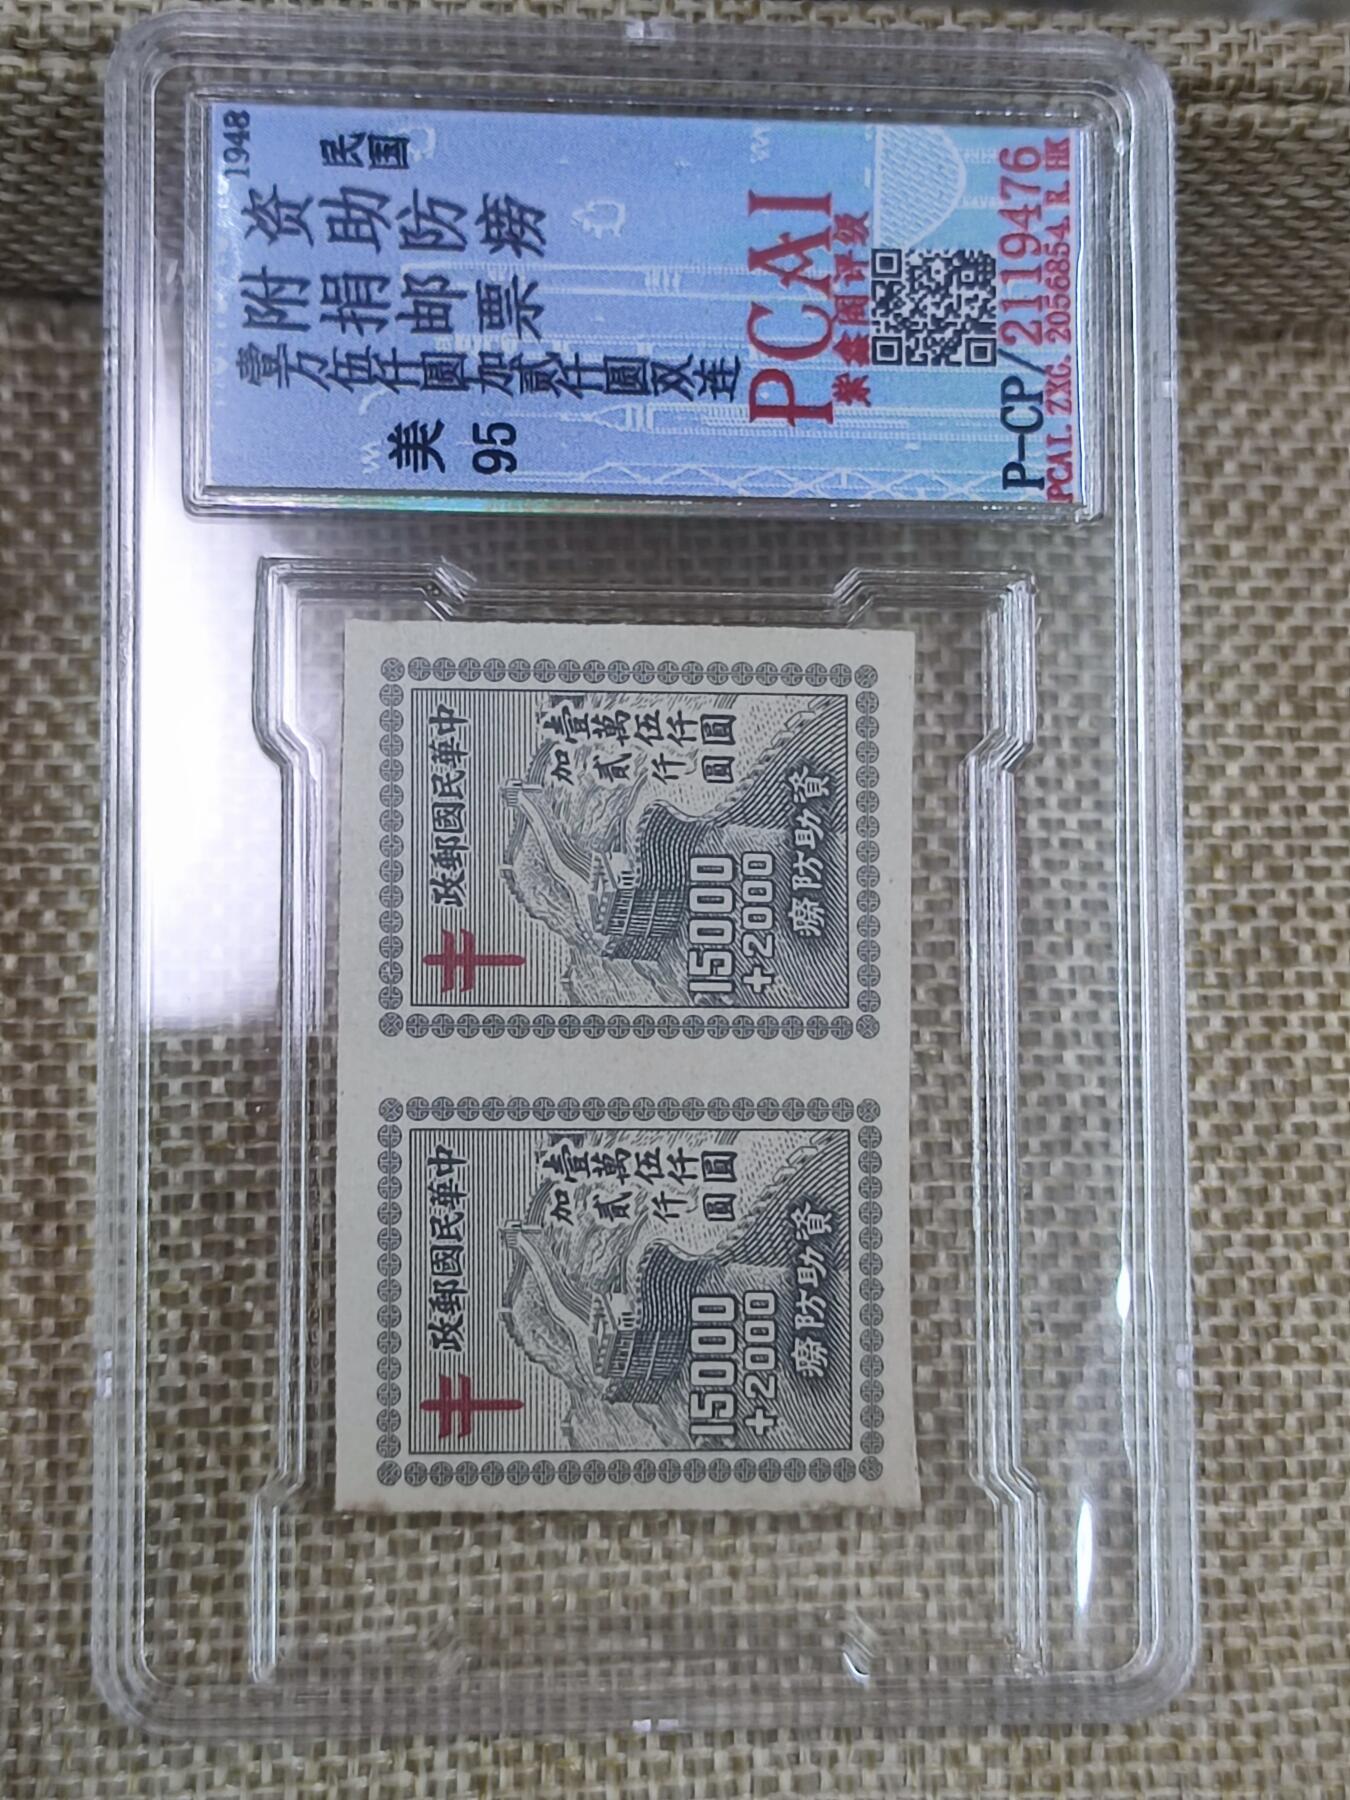 1948
民国
资助防痨
附捐邮票
壹万伍仟圆加贰仟圆双连
美
95
PCAI
紫鑫阁评级
P-CP/2119476
PCAI.ZXG.2056854.R.HK
中華民國郵政
壹萬伍仟圓
加貳仟圓
15000
+2000
資助防癆
中華民國郵政
壹萬伍仟圓
加貳仟圓
15000
+2000
資助防癆